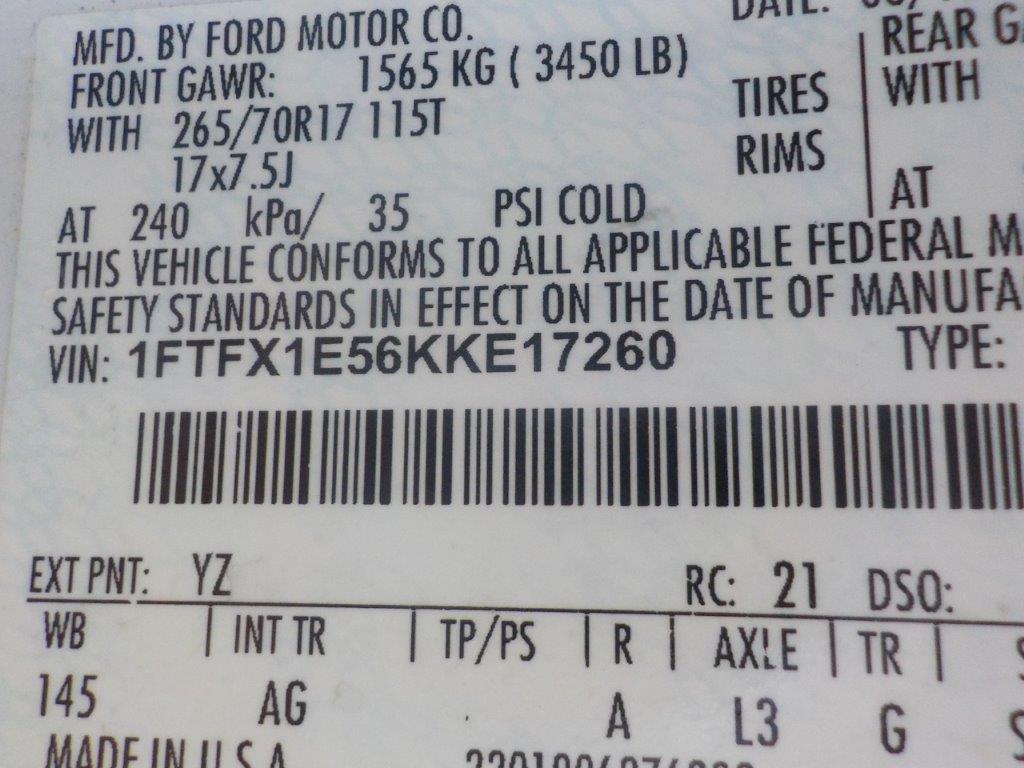 MFD. BY FORD MOTOR CO. DATE:
FRONT GAWR: 1565 KG ( 3450 LB) REAR
WITH 265/70R17 115T TIRES WITH
17x7.5J RIMS
AT 240 kPa/ 35 PSI COLD AT
THIS VEHICLE CONFORMS TO ALL APPLICABLE FEDERAL
SAFETY STANDARDS IN EFFECT ON THE DATE OF MANUFA
VIN: 1FTFX1E56KKE17260 TYPE:
EXT PNT: YZ RC: 21 DSO:
WB | INT TR | TP/PS | R | AXLE | TR |
145 AG A L3 G
MADE IN U.S.A.